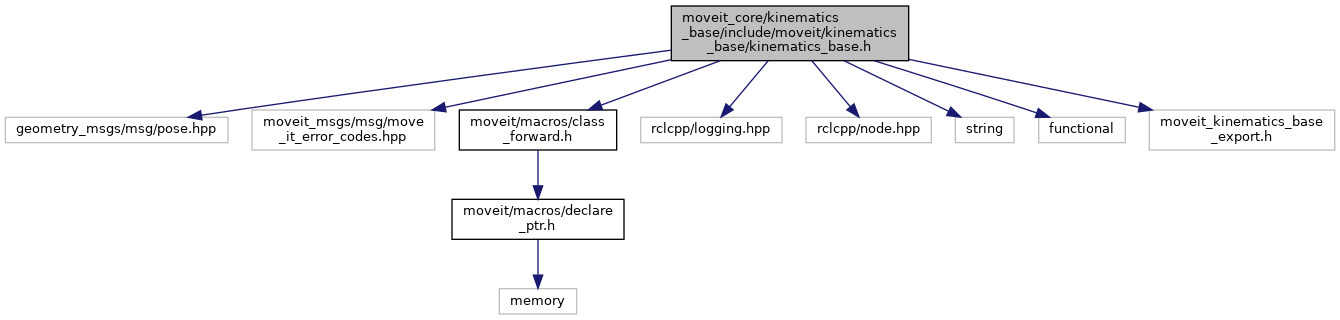 moveit_core/kinematics
_base/include/moveit/kinematics
_base/kinematics_base.h
geometry_msgs/msg/pose.hpp
moveit_msgs/msg/move
_it_error_codes.hpp
moveit/macros/class
_forward.h
rclcpp/logging.hpp
rclcpp/node.hpp
string
functional
moveit_kinematics_base
_export.h
moveit/macros/declare
_ptr.h
memory